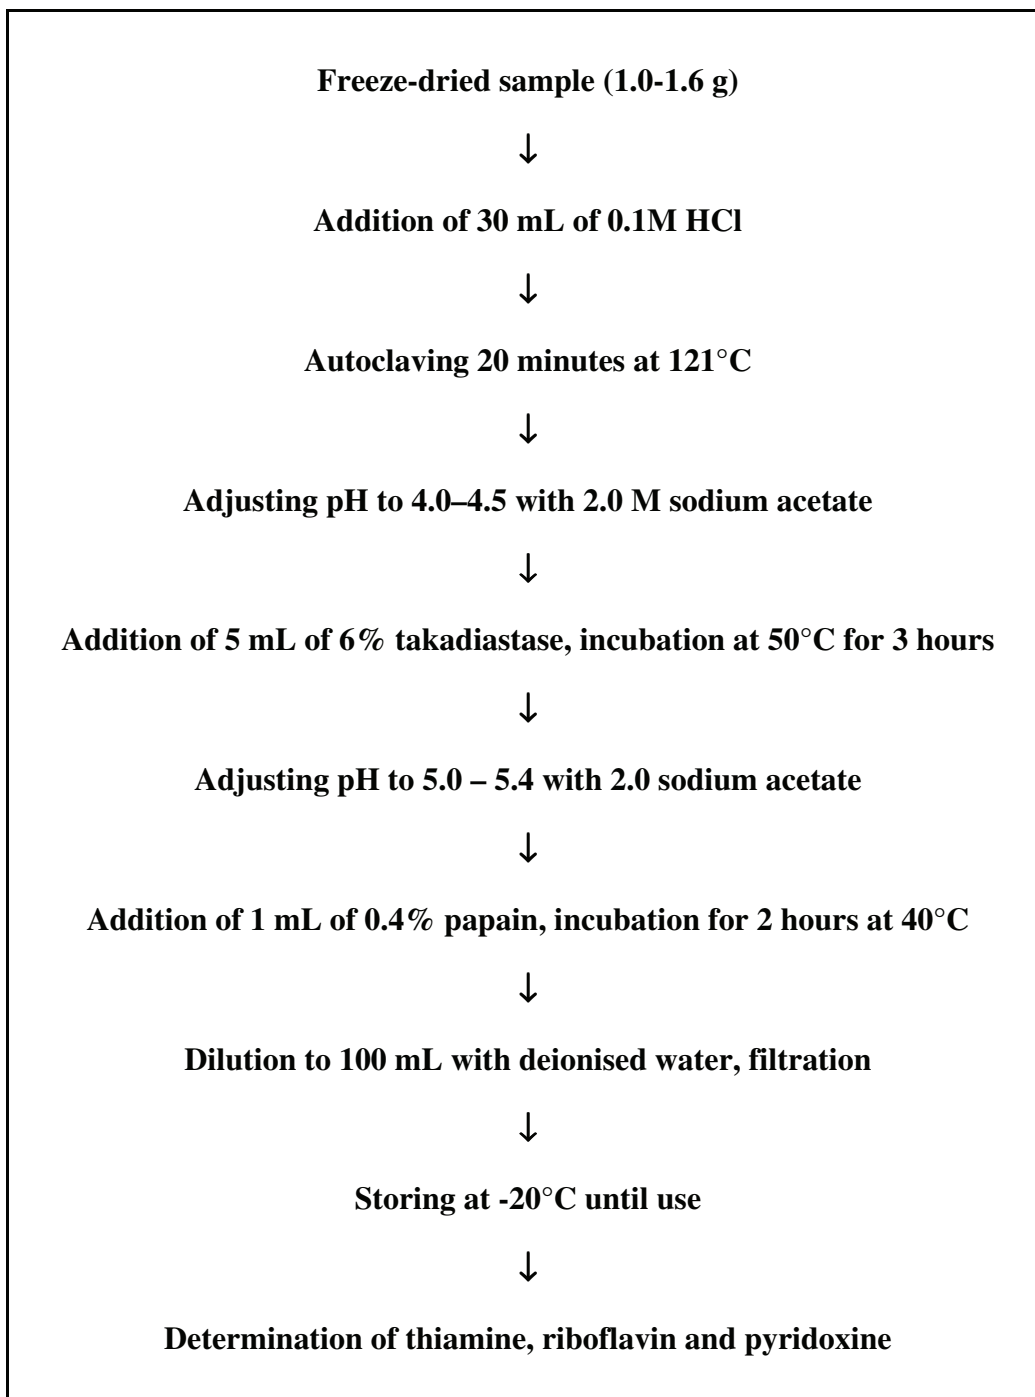 Freeze-dried sample (1.0-1.6 g)
↓
Addition of 30 mL of 0.1M HCl
↓
Autoclaving 20 minutes at 121°C
↓
Adjusting pH to 4.0–4.5 with 2.0 M sodium acetate
↓
Addition of 5 mL of 6% takadiastase, incubation at 50°C for 3 hours
↓
Adjusting pH to 5.0 – 5.4 with 2.0 sodium acetate
↓
Addition of 1 mL of 0.4% papain, incubation for 2 hours at 40°C
↓
Dilution to 100 mL with deionised water, filtration
↓
Storing at -20°C until use
↓
Determination of thiamine, riboflavin and pyridoxine